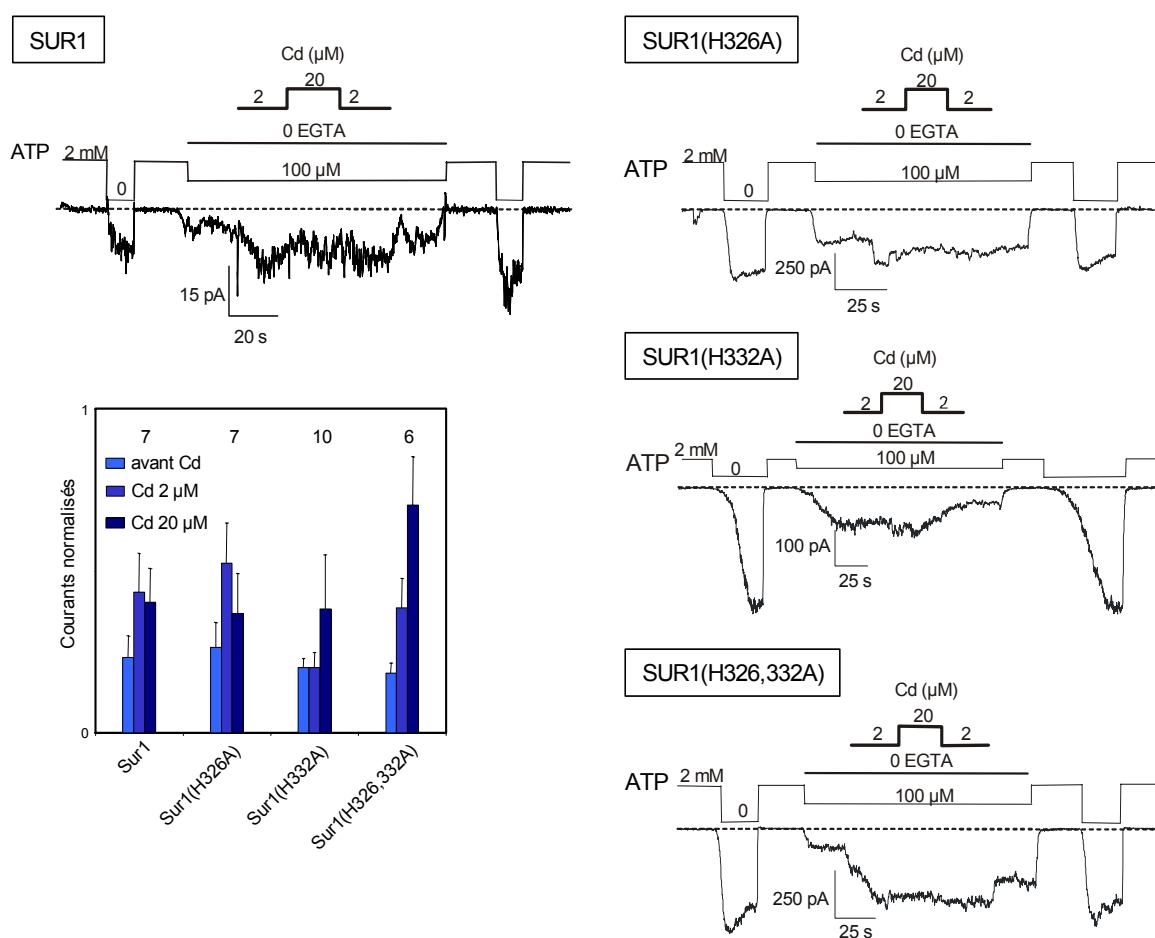 SUR1
Cd (µM)
20
2 2
0 EGTA
ATP
2 mM
0
100 µM
15 pA
20 s
1
7 7 10 6
avant Cd
Cd 2 µM
Cd 20 µM
Courants normalisés
0
Sur1
Sur1(H326A)
Sur1(H332A)
Sur1(H326,332A)
SUR1(H326A)
Cd (µM)
20
2 2
0 EGTA
ATP
2 mM
0
100 µM
250 pA
25 s
SUR1(H332A)
Cd (µM)
20
2 2
0 EGTA
ATP
2 mM
0
100 µM
100 pA
25 s
SUR1(H326,332A)
Cd (µM)
20
2 2
0 EGTA
ATP
2 mM
0
100 µM
250 pA
25 s